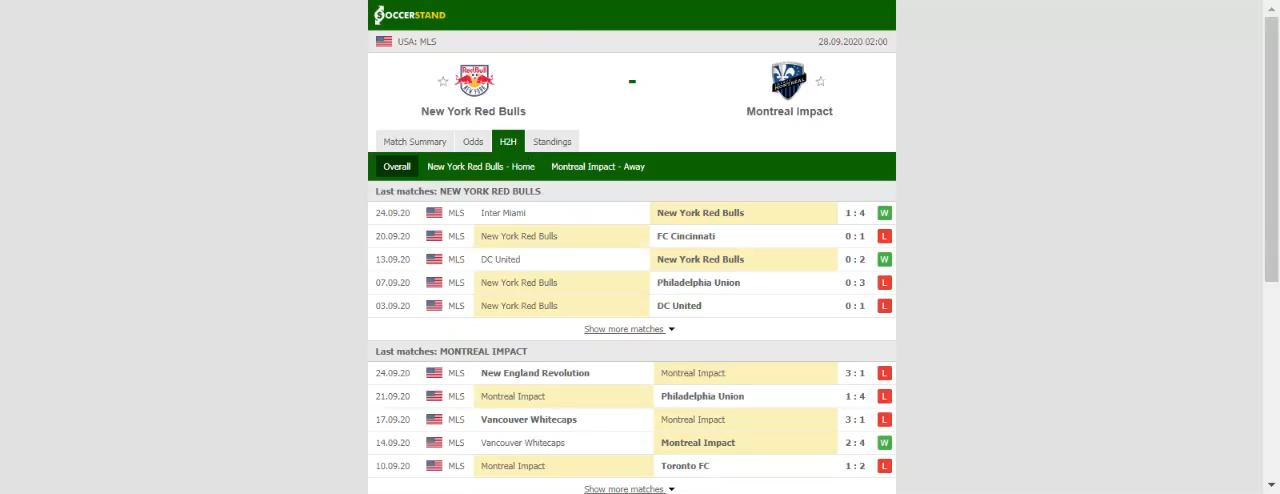 SOCCERSTAND
USA: MLS 28.09.2020 02:00
-
New York Red Bulls Montreal Impact
Match Summary Odds H2H Standings
Overall New York Red Bulls - Home Montreal Impact - Away
Last matches: NEW YORK RED BULLS
24.09.20 MLS Inter Miami New York Red Bulls 1 : 4 W
20.09.20 MLS New York Red Bulls FC Cincinnati 0 : 1 L
13.09.20 MLS DC United New York Red Bulls 0 : 2 W
07.09.20 MLS New York Red Bulls Philadelphia Union 0 : 3 L
03.09.20 MLS New York Red Bulls DC United 0 : 1 L
Show more matches
Last matches: MONTREAL IMPACT
24.09.20 MLS New England Revolution Montreal Impact 3 : 1 L
21.09.20 MLS Montreal Impact Philadelphia Union 1 : 4 L
17.09.20 MLS Vancouver Whitecaps Montreal Impact 3 : 1 L
14.09.20 MLS Vancouver Whitecaps Montreal Impact 2 : 4 W
10.09.20 MLS Montreal Impact Toronto FC 1 : 2 L
Show more matches